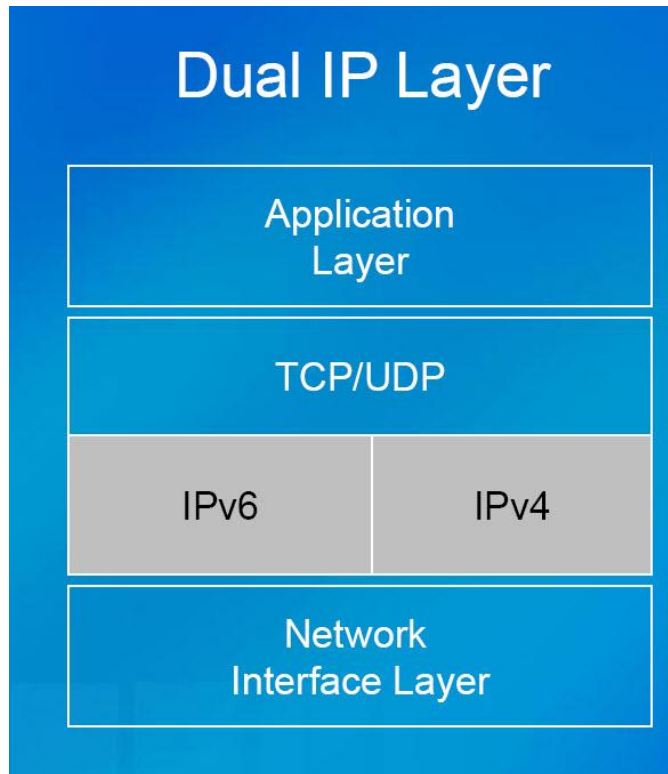 Dual IP Layer
Application
Layer
TCP/UDP
IPv6
IPv4
Network
Interface Layer